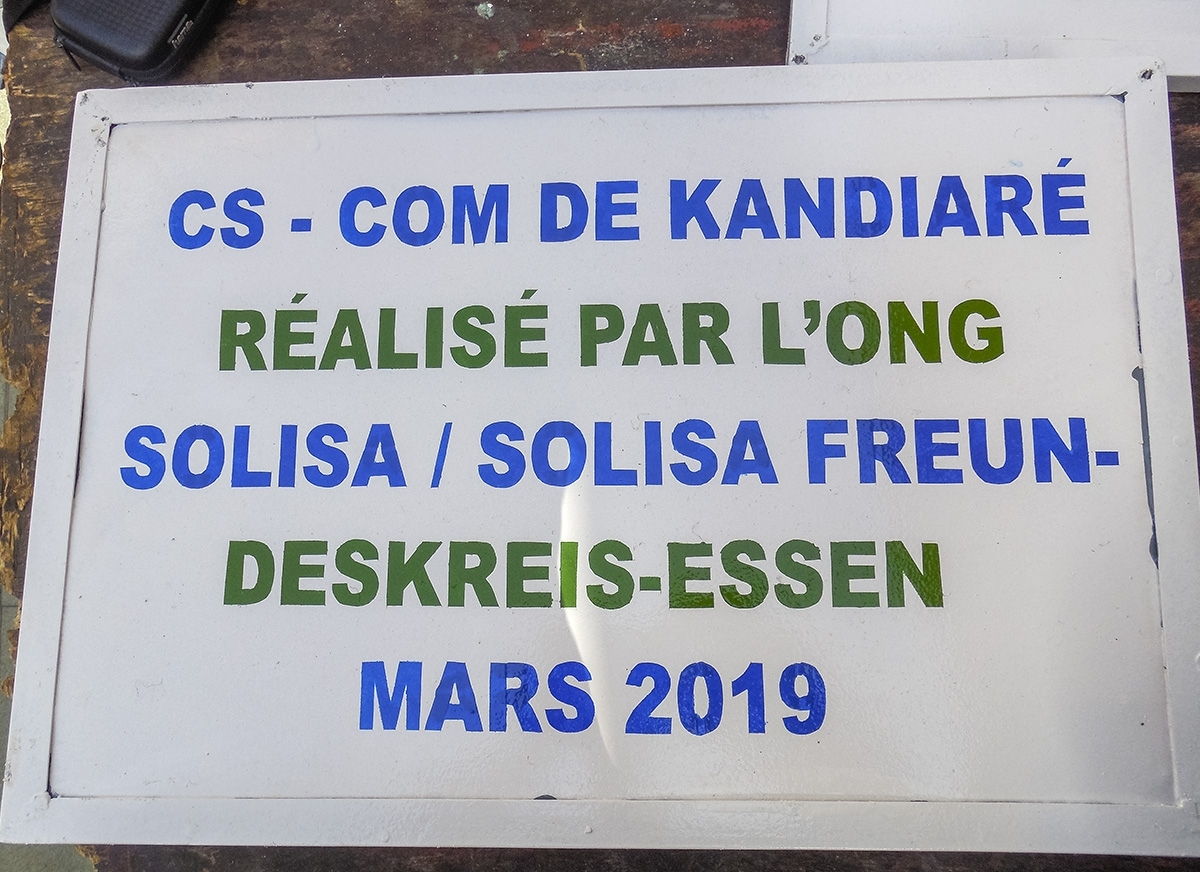 CS - COM DE KANDIARÉ
RÉALISÉ PAR L'ONG
SOLISA / SOLISA FREUN-
DESKREIS-ESSEN
MARS 2019